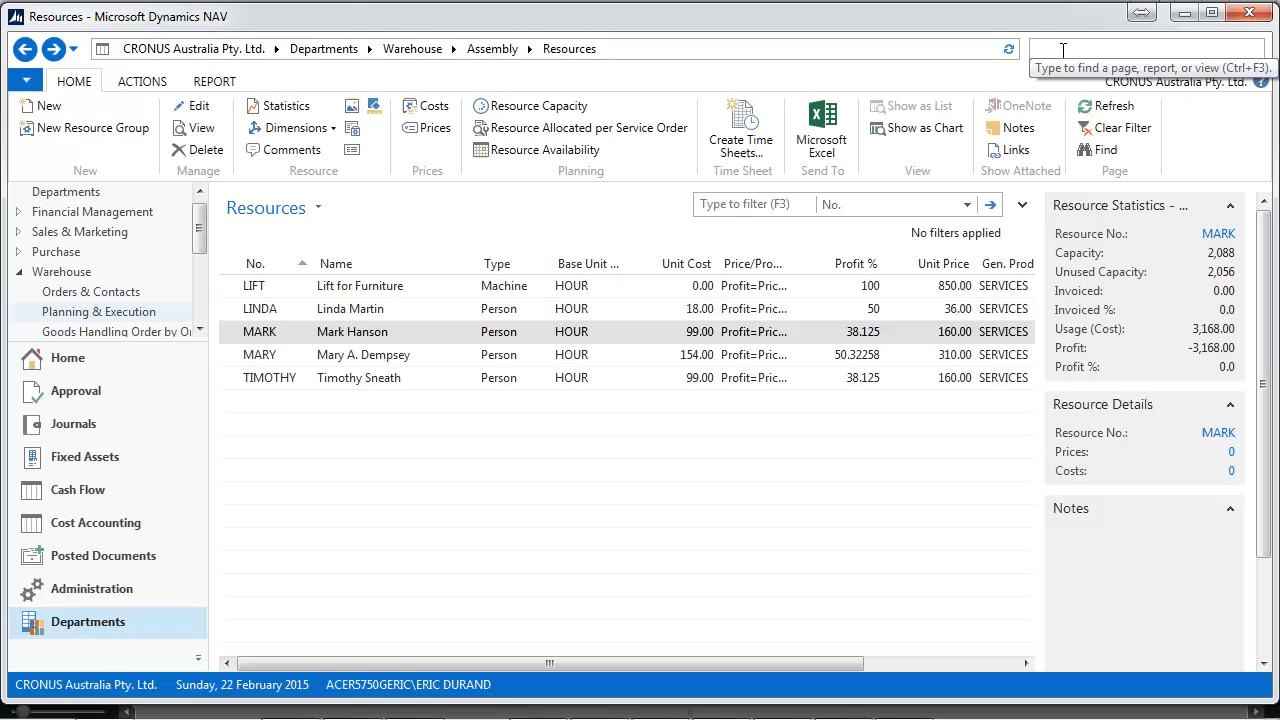 Resources - Microsoft Dynamics NAV
CRONUS Australia Pty. Ltd. Departments Warehouse Assembly Resources
Type to find a page, report, or view (Ctrl+F3).
HOME ACTIONS REPORT CRONUS Australia Pty. Ltd.
New
New Resource Group
New
Edit
View
Delete
Manage
Statistics
Dimensions
Comments
Resource
Costs
Prices
Prices
Resource Capacity
Resource Allocated per Service Order
Resource Availability
Planning
Create Time
Sheets...
Time Sheet
Microsoft
Excel
Send To
Show as List
Show as Chart
View
OneNote
Notes
Links
Show Attached
Refresh
Clear Filter
Find
Page
Departments
Financial Management
Sales & Marketing
Purchase
Warehouse
Orders & Contacts
Planning & Execution
Goods Handling Order by Or
Home
Approval
Journals
Fixed Assets
Cash Flow
Cost Accounting
Posted Documents
Administration
Departments
Resources
Type to filter (F3) No.
No filters applied
No. Name Type Base Unit ... Unit Cost Price/Pro... Profit % Unit Price Gen. Prod
LIFT Lift for Furniture Machine HOUR 0.00 Profit=Pric... 100 850.00 SERVICES
LINDA Linda Martin Person HOUR 18.00 Profit=Pric... 50 36.00 SERVICES
MARK Mark Hanson Person HOUR 99.00 Profit=Pric... 38.125 160.00 SERVICES
MARY Mary A. Dempsey Person HOUR 154.00 Profit=Pric... 50.32258 310.00 SERVICES
TIMOTHY Timothy Sneath Person HOUR 99.00 Profit=Pric... 38.125 160.00 SERVICES
Resource Statistics - ...
Resource No.: MARK
Capacity: 2,088
Unused Capacity: 2,056
Invoiced: 0.00
Invoiced %: 0.0
Usage (Cost): 3,168.00
Profit: -3,168.00
Profit %: 0.0
Resource Details
Resource No.: MARK
Prices: 0
Costs: 0
Notes
CRONUS Australia Pty. Ltd. Sunday, 22 February 2015 ACER5750GERIC\ERIC DURAND